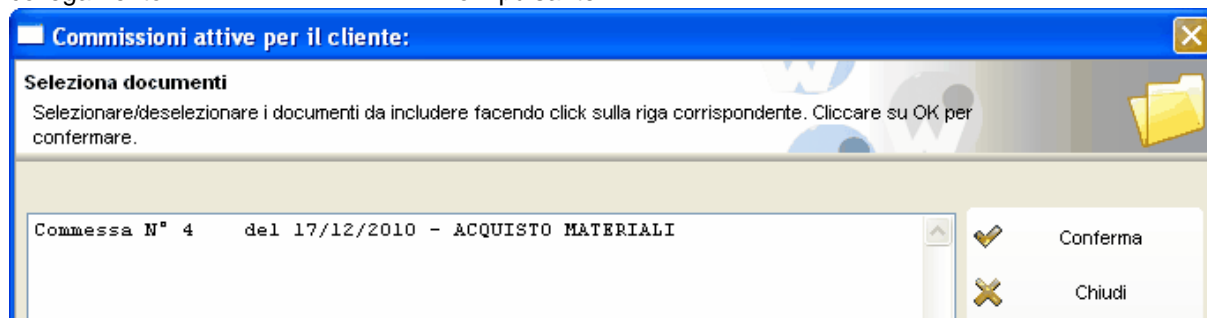 Commissioni attive per il cliente:
Seleziona documenti
Selezionare/deselezionare i documenti da includere facendo click sulla riga corrispondente. Cliccare su OK per
confermare.
Commessa N° 4 del 17/12/2010 - ACQUISTO MATERIALI
Conferma
Chiudi